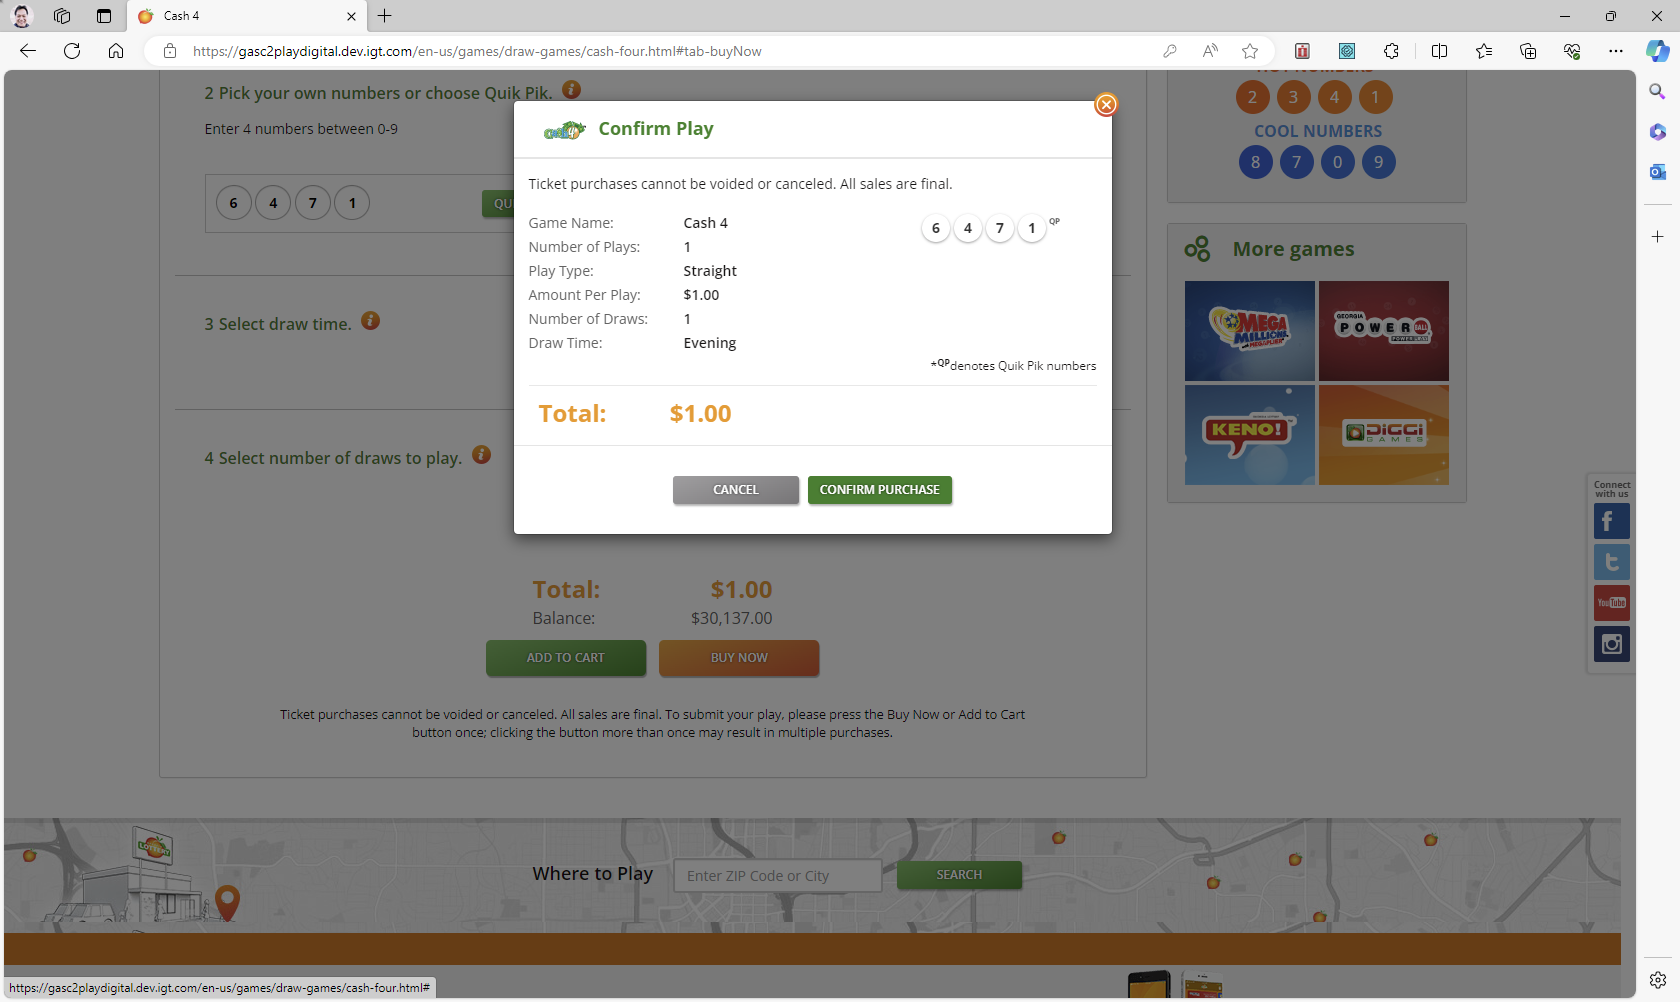 Cash 4
https://gasc2playdigital.dev.igt.com/en-us/games/draw-games/cash-four.html#tab-buyNow
2 Pick your own numbers or choose Quik Pik.
Enter 4 numbers between 0-9
6 4 7 1
QU
3 Select draw time.
4 Select number of draws to play.
Confirm Play
Ticket purchases cannot be voided or canceled. All sales are final.
Game Name: Cash 4
6 4 7 1 QP
Number of Plays: 1
Play Type: Straight
Amount Per Play: $1.00
Number of Draws: 1
Draw Time: Evening
*QPdenotes Quik Pik numbers
Total: $1.00
CANCEL CONFIRM PURCHASE
Total: $1.00
Balance: $30,137.00
ADD TO CART BUY NOW
Ticket purchases cannot be voided or canceled. All sales are final. To submit your play, please press the Buy Now or Add to Cart
button once; clicking the button more than once may result in multiple purchases.
2 3 4 1
COOL NUMBERS
8 7 0 9
More games
MEGA
MILLIONS
GEORGIA
POWERBALL
POWER PLAY
KENO!
DiGGi
GAMES
Connect
with us
YouTube
LOTTERY
Where to Play
Enter ZIP Code or City
SEARCH
https://gasc2playdigital.dev.igt.com/en-us/games/draw-games/cash-four.html#